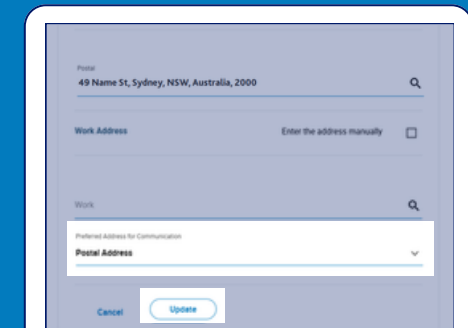 Postal
49 Name St, Sydney, NSW, Australia, 2000
Work Address Enter the address manually
Work
Preferred Address for Communication
Postal Address
Cancel Update